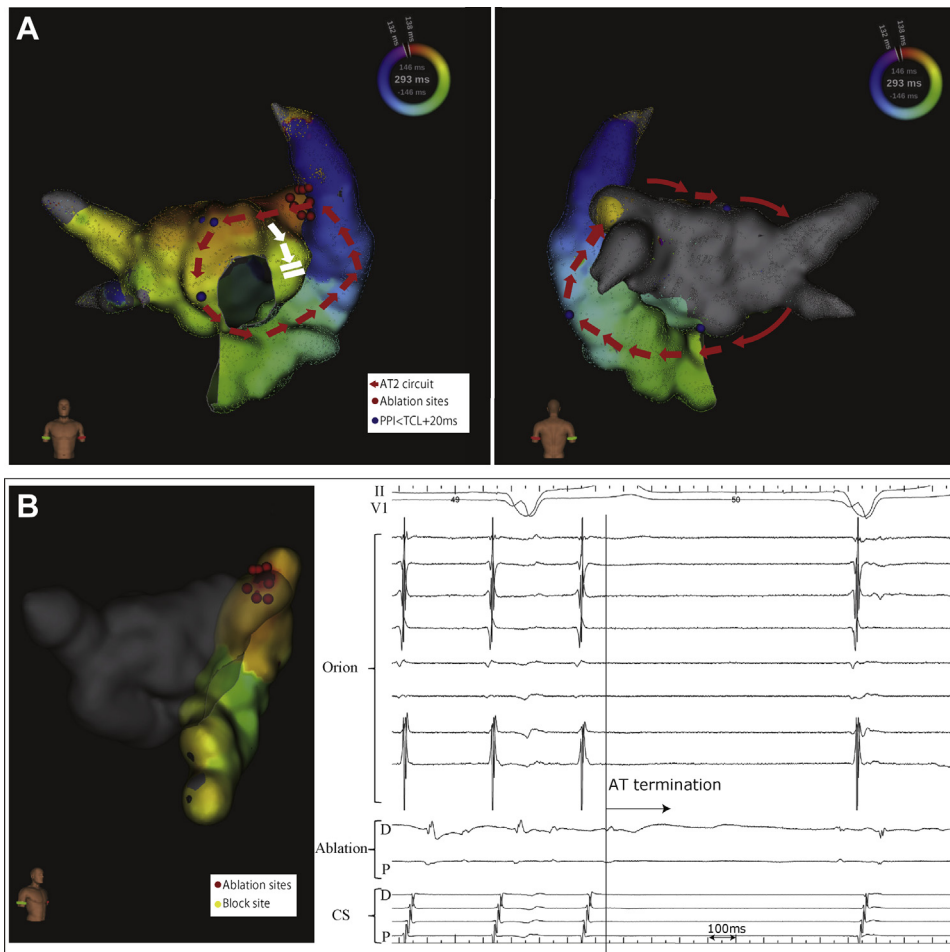 A
132 ms
138 ms
146 ms
293 ms
-146 ms
132 ms
138 ms
146 ms
293 ms
-146 ms
AT2 circuit
Ablation sites
PPI<TCL+20ms
B
Ablation sites
Block site
II
49
50
V1
Orion
AT termination
Ablation
D
P
CS
D
P
100ms